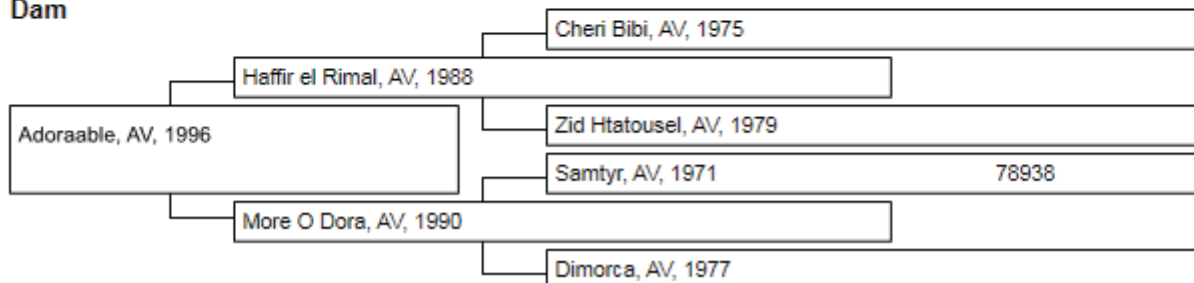 Dam
Cheri Bibi, AV, 1975
Haffir el Rimal, AV, 1988
Adoraable, AV, 1996
Zid Htatousel, AV, 1979
Samtyr, AV, 1971 78938
More O Dora, AV, 1990
Dimorca, AV, 1977